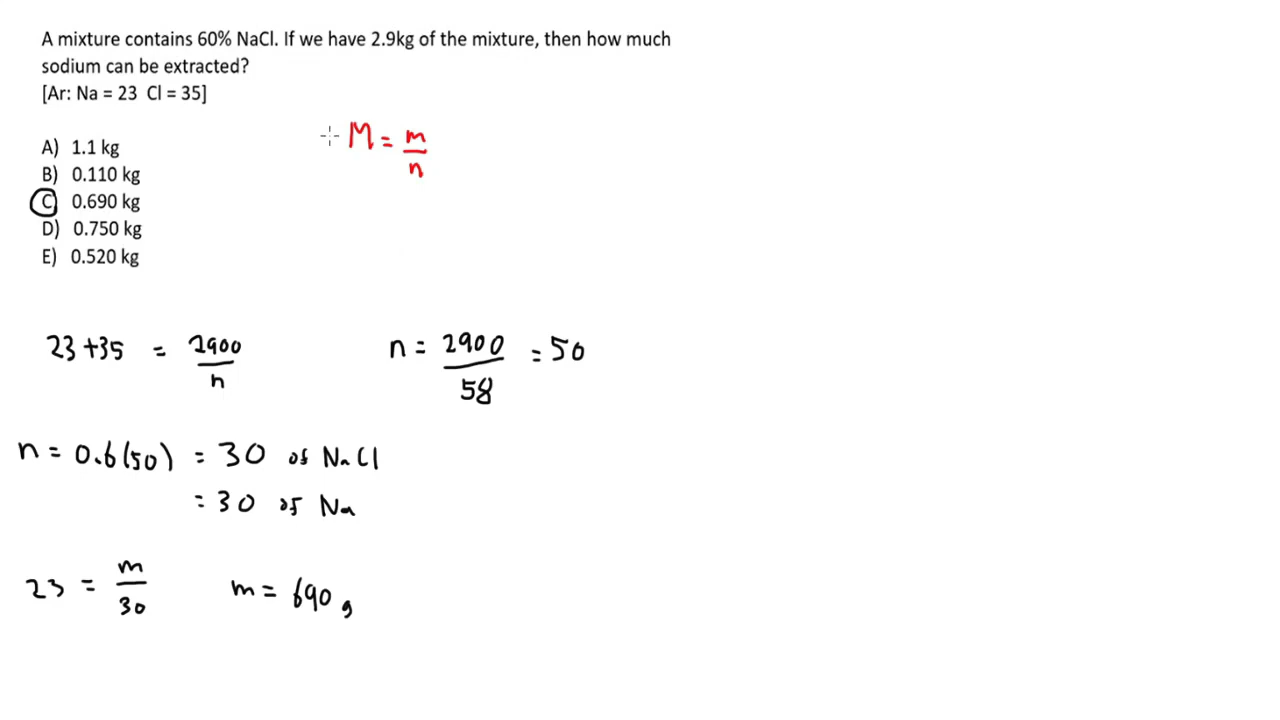 A mixture contains 60% NaCl. If we have 2.9kg of the mixture, then how much
sodium can be extracted?
[Ar: Na = 23 Cl = 35]
M = m/n
A) 1.1 kg
B) 0.110 kg
C) 0.690 kg
D) 0.750 kg
E) 0.520 kg
23 + 35 = 2900/n
n = 2900/58 = 50
n = 0.6(50) = 30 of NaCl
= 30 of Na
23 = m/30
m = 690 g